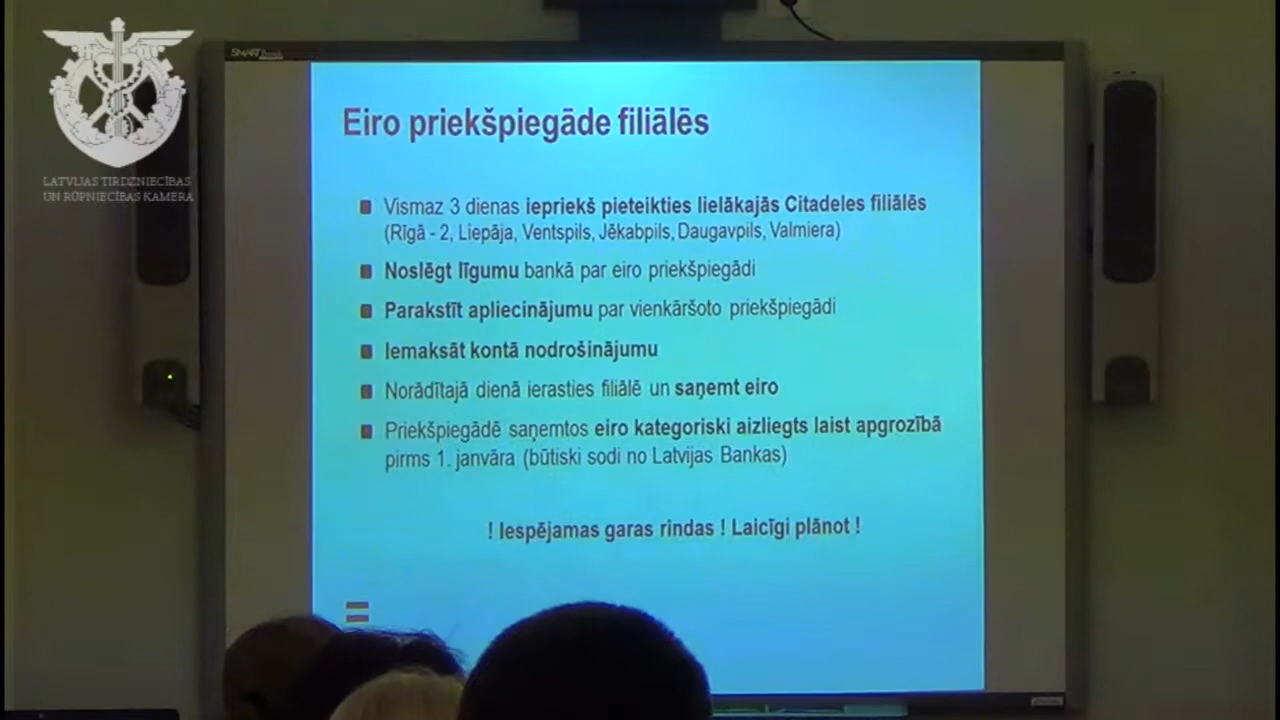 SMART
LATVIJAS TIRDZNIECĪBAS
UN RŪPNIECĪBAS KAMERA
Eiro priekšpiegāde filiālēs
Vismaz 3 dienas iepriekš pieteikties lielākajās Citadeles filiālēs
(Rīgā - 2, Liepāja, Ventspils, Jēkabpils, Daugavpils, Valmiera)
Noslēgt līgumu bankā par eiro priekšpiegādi
Parakstīt apliecinājumu par vienkāršoto priekšpiegādi
Iemaksāt kontā nodrošinājumu
Norādītajā dienā ierasties filiālē un saņemt eiro
Priekšpiegādē saņemtos eiro kategoriski aizliegts laist apgrozībā
pirms 1. janvāra (būtiski sodi no Latvijas Bankas)
! Iespējamas garas rindas ! Laicīgi plānot !